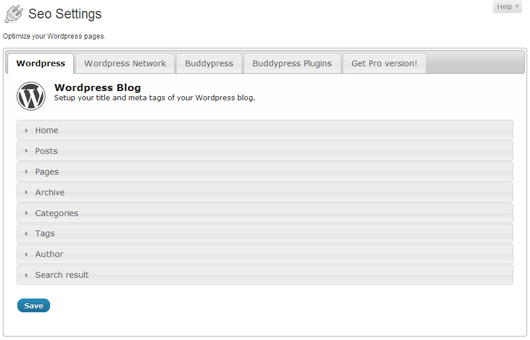 Help
Seo Settings
Optimize your Wordpress pages.
Wordpress Wordpress Network Buddypress Buddypress Plugins Get Pro version!
Wordpress Blog
Setup your title and meta tags of your Wordpress blog.
Home
Posts
Pages
Archive
Categories
Tags
Author
Search result
Save